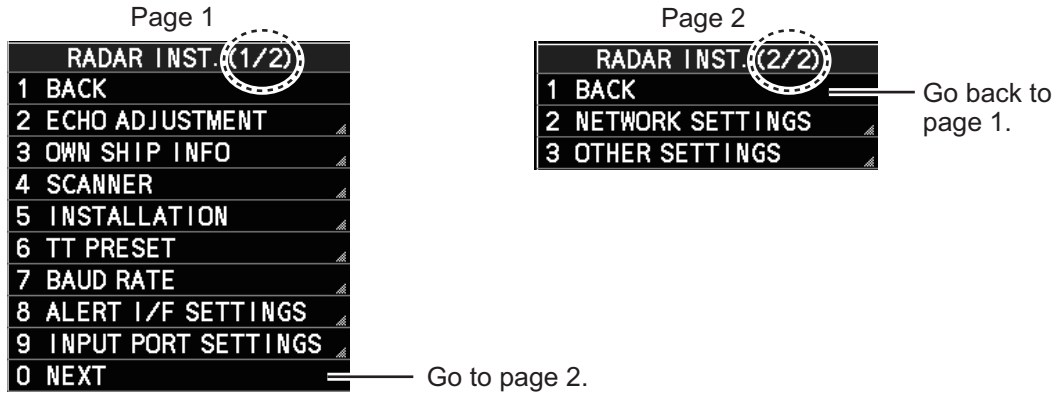 Page 1
RADAR INST. (1/2)
1 BACK
2 ECHO ADJUSTMENT
3 OWN SHIP INFO
4 SCANNER
5 INSTALLATION
6 TT PRESET
7 BAUD RATE
8 ALERT I/F SETTINGS
9 INPUT PORT SETTINGS
0 NEXT
Go to page 2.
Page 2
RADAR INST. (2/2)
1 BACK
2 NETWORK SETTINGS
3 OTHER SETTINGS
Go back to
page 1.